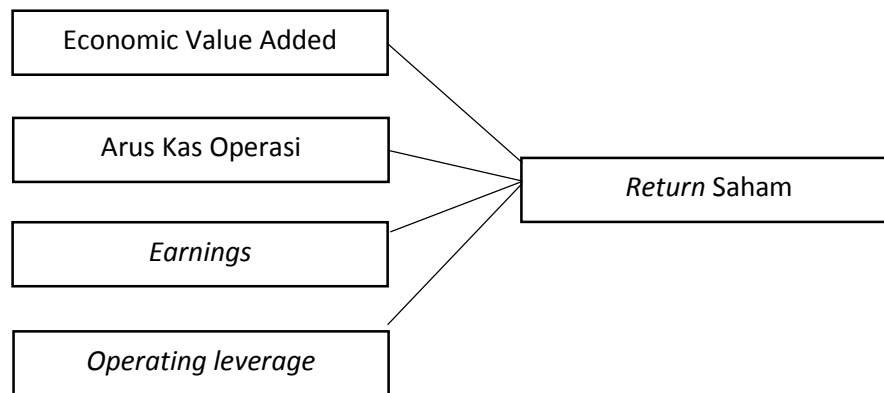 Economic Value Added
Arus Kas Operasi
Return Saham
Earnings
Operating leverage